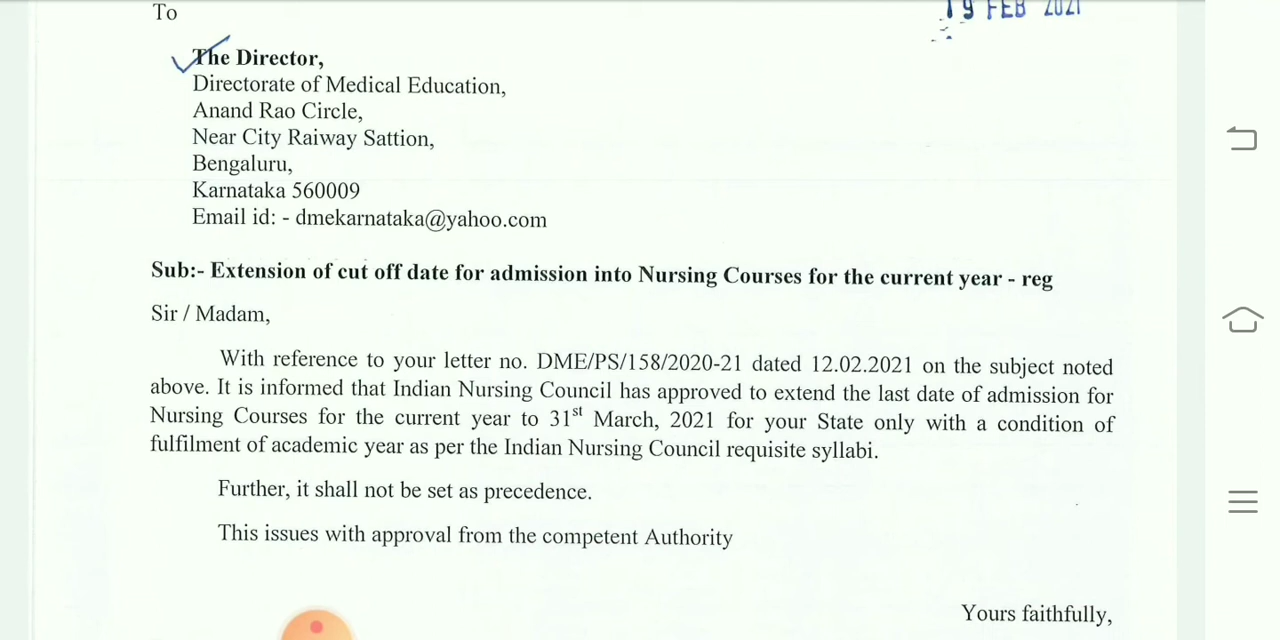 To
19 FEB 2021
The Director,
Directorate of Medical Education,
Anand Rao Circle,
Near City Raiway Sattion,
Bengaluru,
Karnataka 560009
Email id: - dmekarnataka@yahoo.com
Sub:- Extension of cut off date for admission into Nursing Courses for the current year - reg
Sir / Madam,
With reference to your letter no. DME/PS/158/2020-21 dated 12.02.2021 on the subject noted
above. It is informed that Indian Nursing Council has approved to extend the last date of admission for
Nursing Courses for the current year to 31st March, 2021 for your State only with a condition of
fulfilment of academic year as per the Indian Nursing Council requisite syllabi.
Further, it shall not be set as precedence.
This issues with approval from the competent Authority
Yours faithfully,